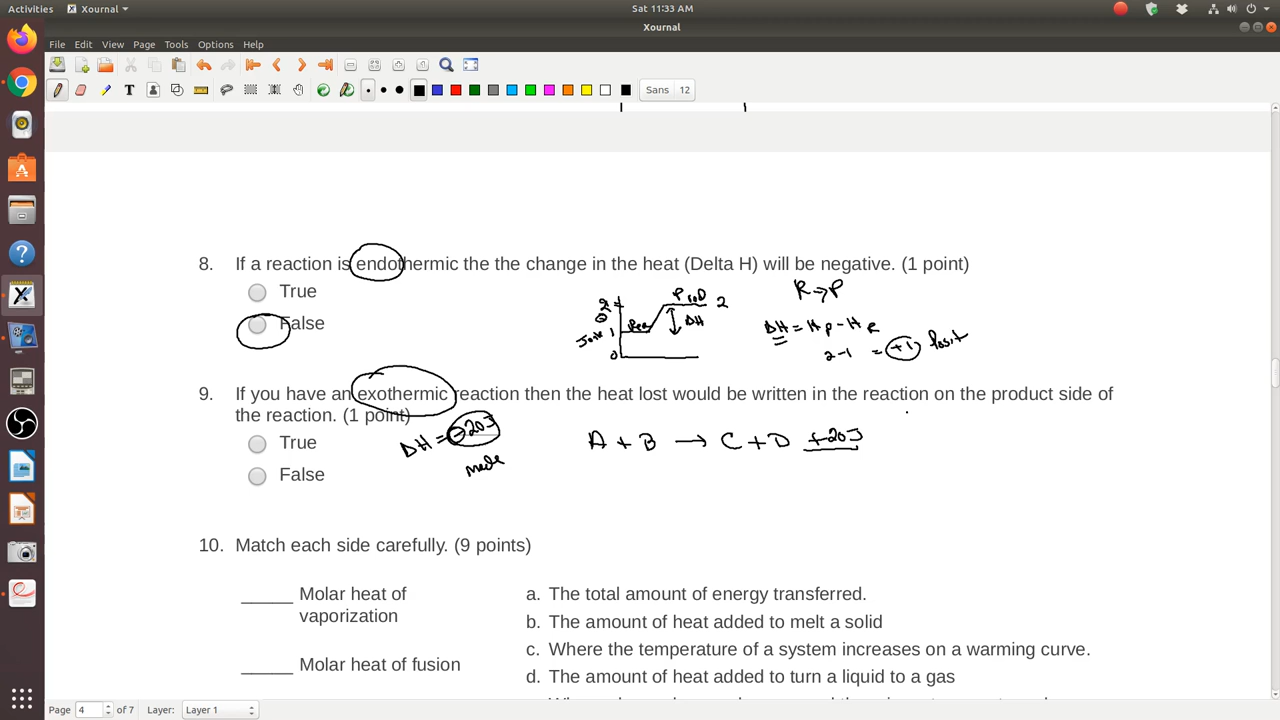 Activities Xournal Sat 11:33 AM
Xournal
File Edit View Page Tools Options Help
Sans 12
8. If a reaction is endothermic the the change in the heat (Delta H) will be negative. (1 point)
True
False
2
1
0
Prod 2
ΔH
R → P
ΔH = Hp - HR
2-1 = +1 Posit
9. If you have an exothermic reaction then the heat lost would be written in the reaction on the product side of
the reaction. (1 point)
True
False
ΔH = -20J
made
A + B → C + D +20J
10. Match each side carefully. (9 points)
_____ Molar heat of
vaporization
_____ Molar heat of fusion
a. The total amount of energy transferred.
b. The amount of heat added to melt a solid
c. Where the temperature of a system increases on a warming curve.
d. The amount of heat added to turn a liquid to a gas
Page 4 of 7 Layer: Layer 1